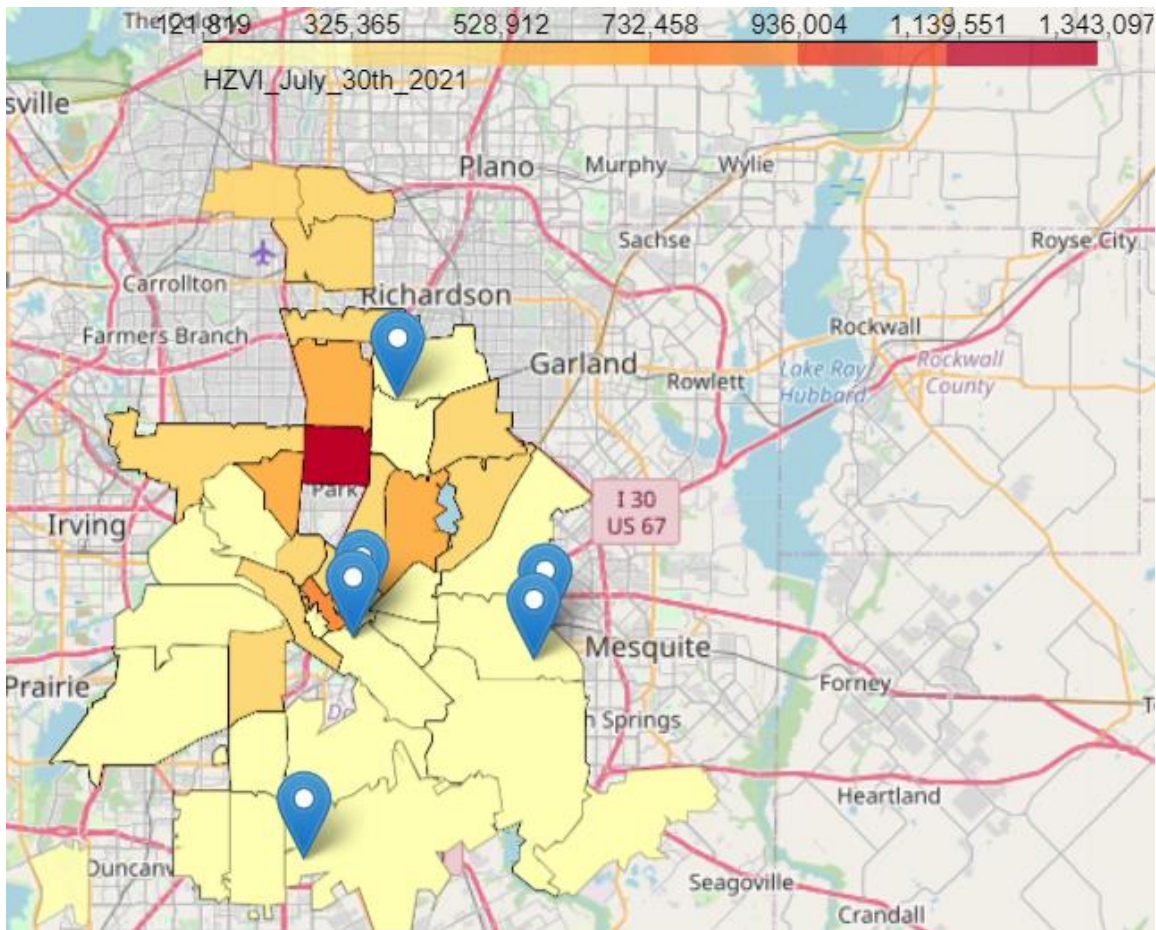 The Colony
121,819 325,365 528,912 732,458 936,004 1,139,551 1,343,097
HZVI_July_30th_2021
sville
Plano
Murphy
Wylie
Sachse
Royse City
Carrollton
Richardson
Farmers Branch
Rockwall
Garland
Lake Ray
Hubbard
Rockwall
County
Rowlett
Park
I 30
US 67
Irving
Mesquite
Prairie
Forney
D
h Springs
Heartland
Duncanv
Seagoville
Crandall